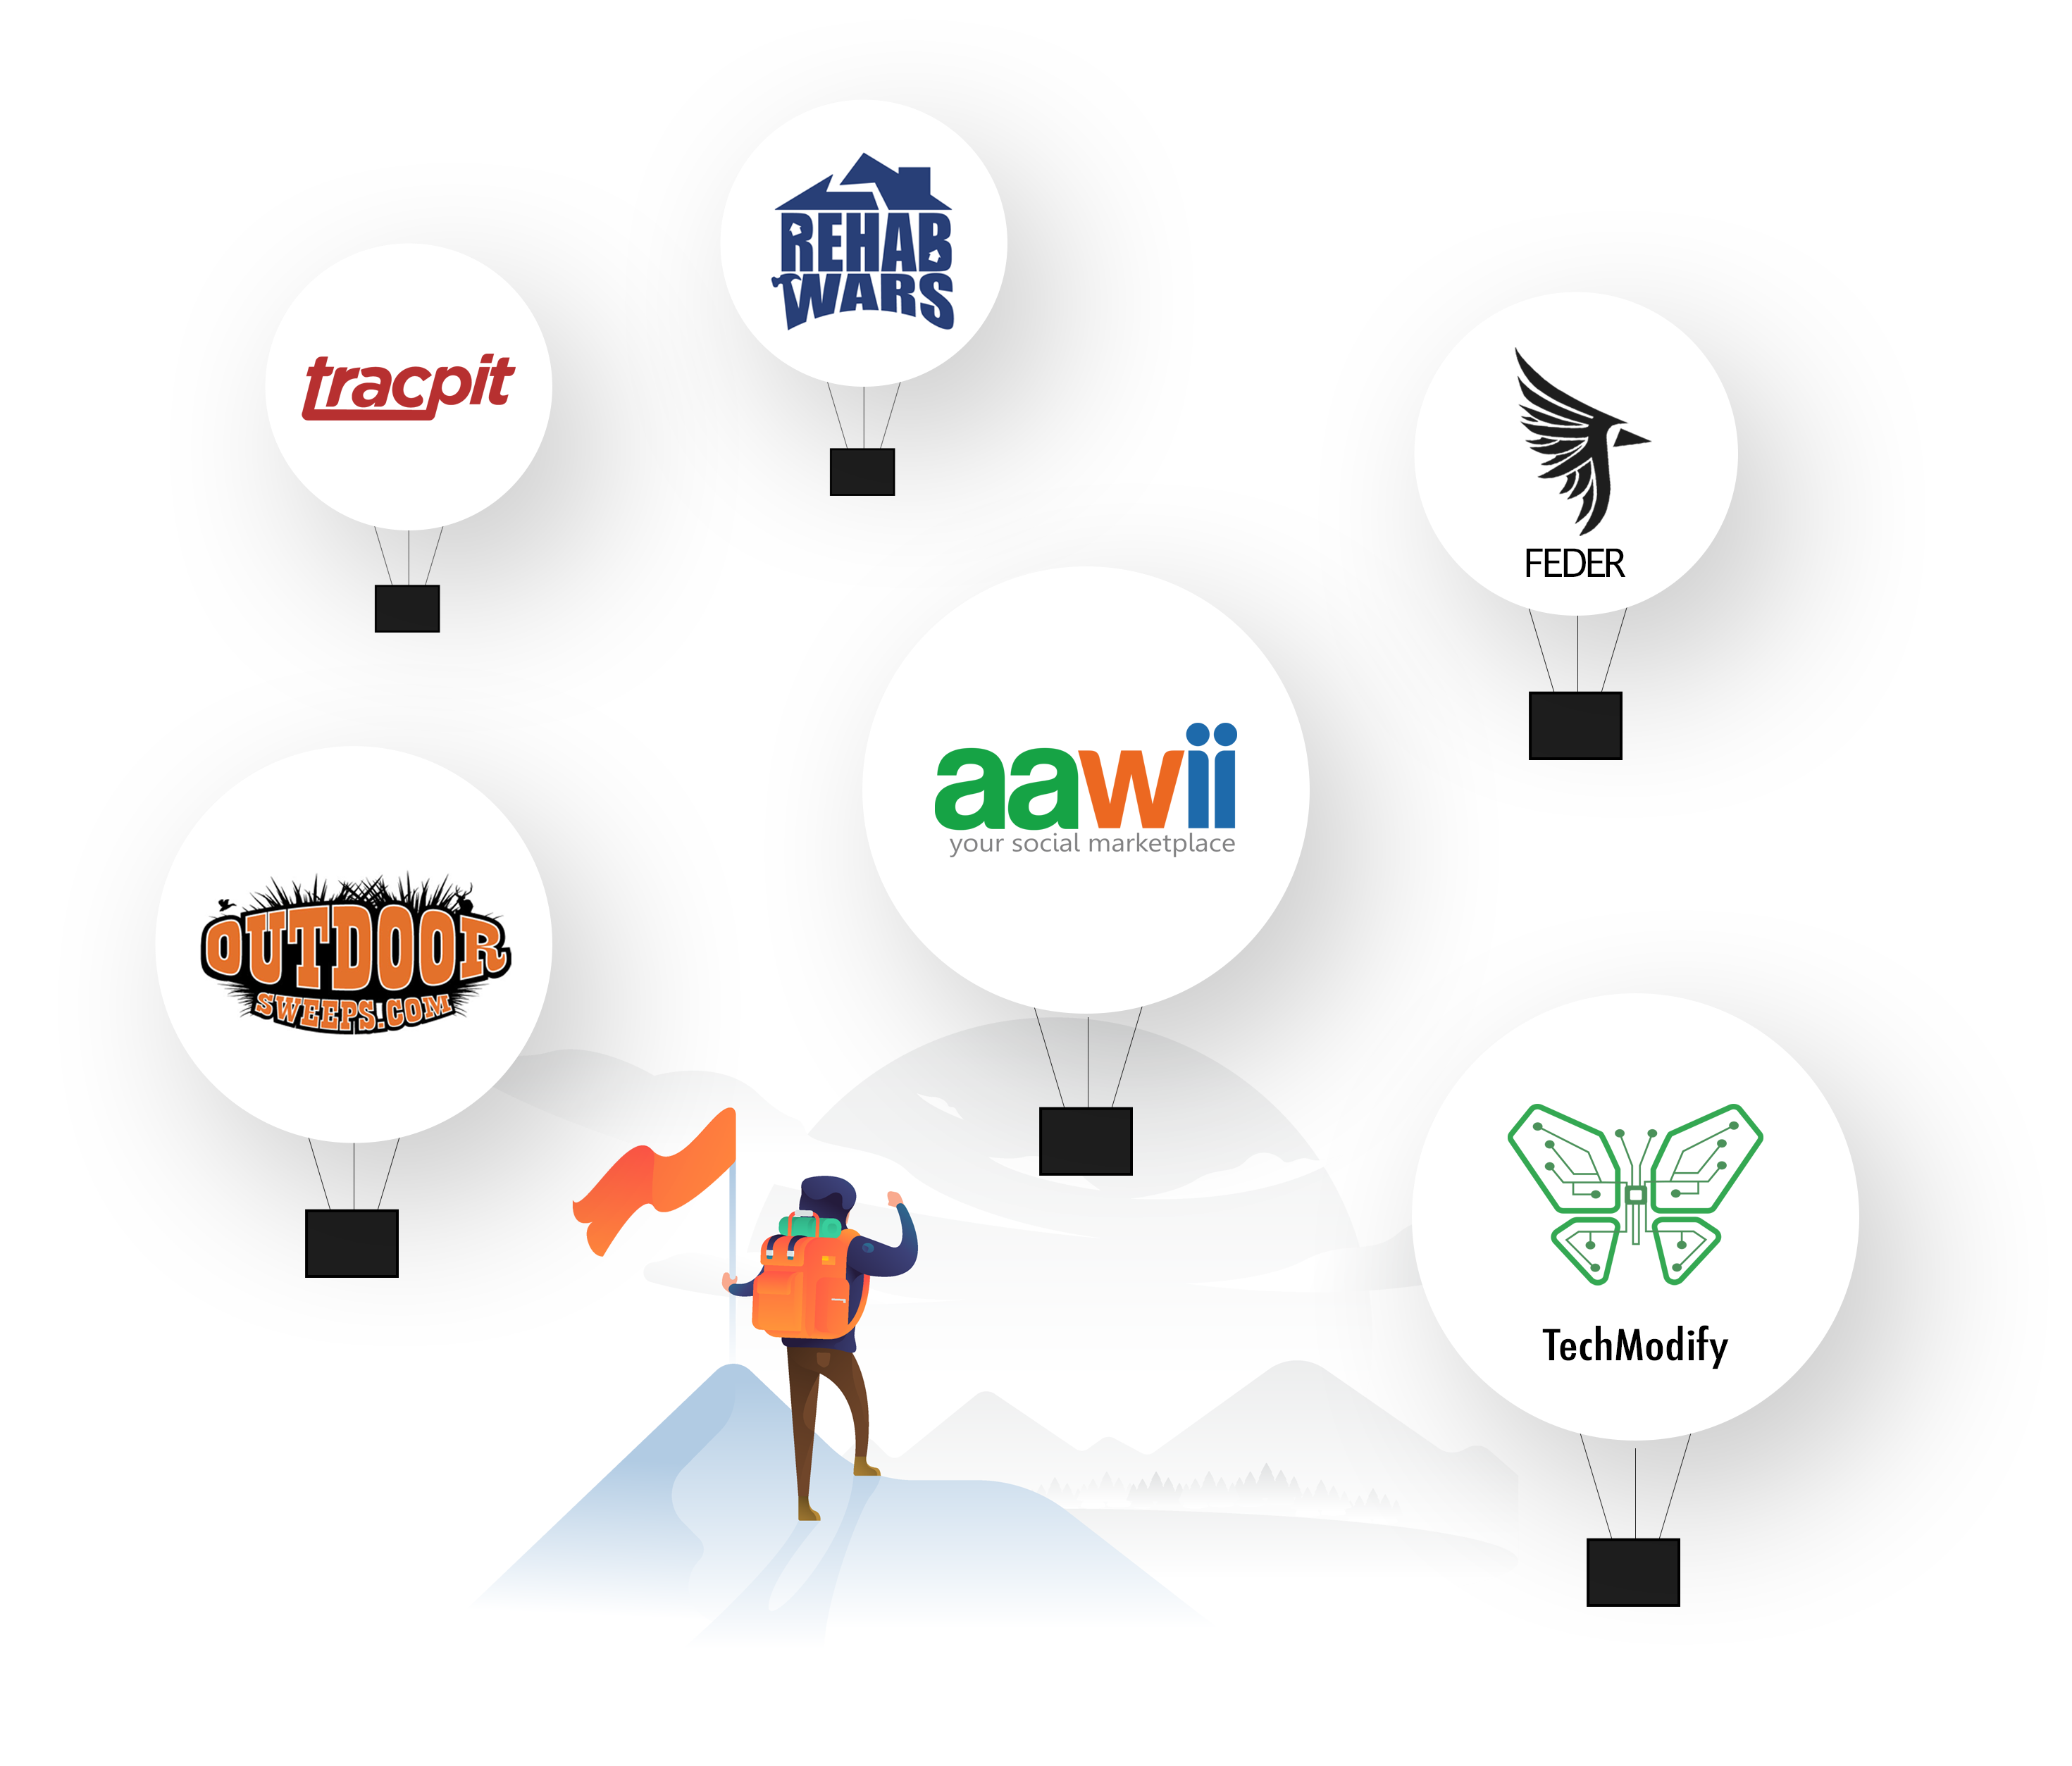 REHAB
WARS
tracpit
FEDER
aawii
your social marketplace
OUTDOOR
SWEEPS.COM
TechModify